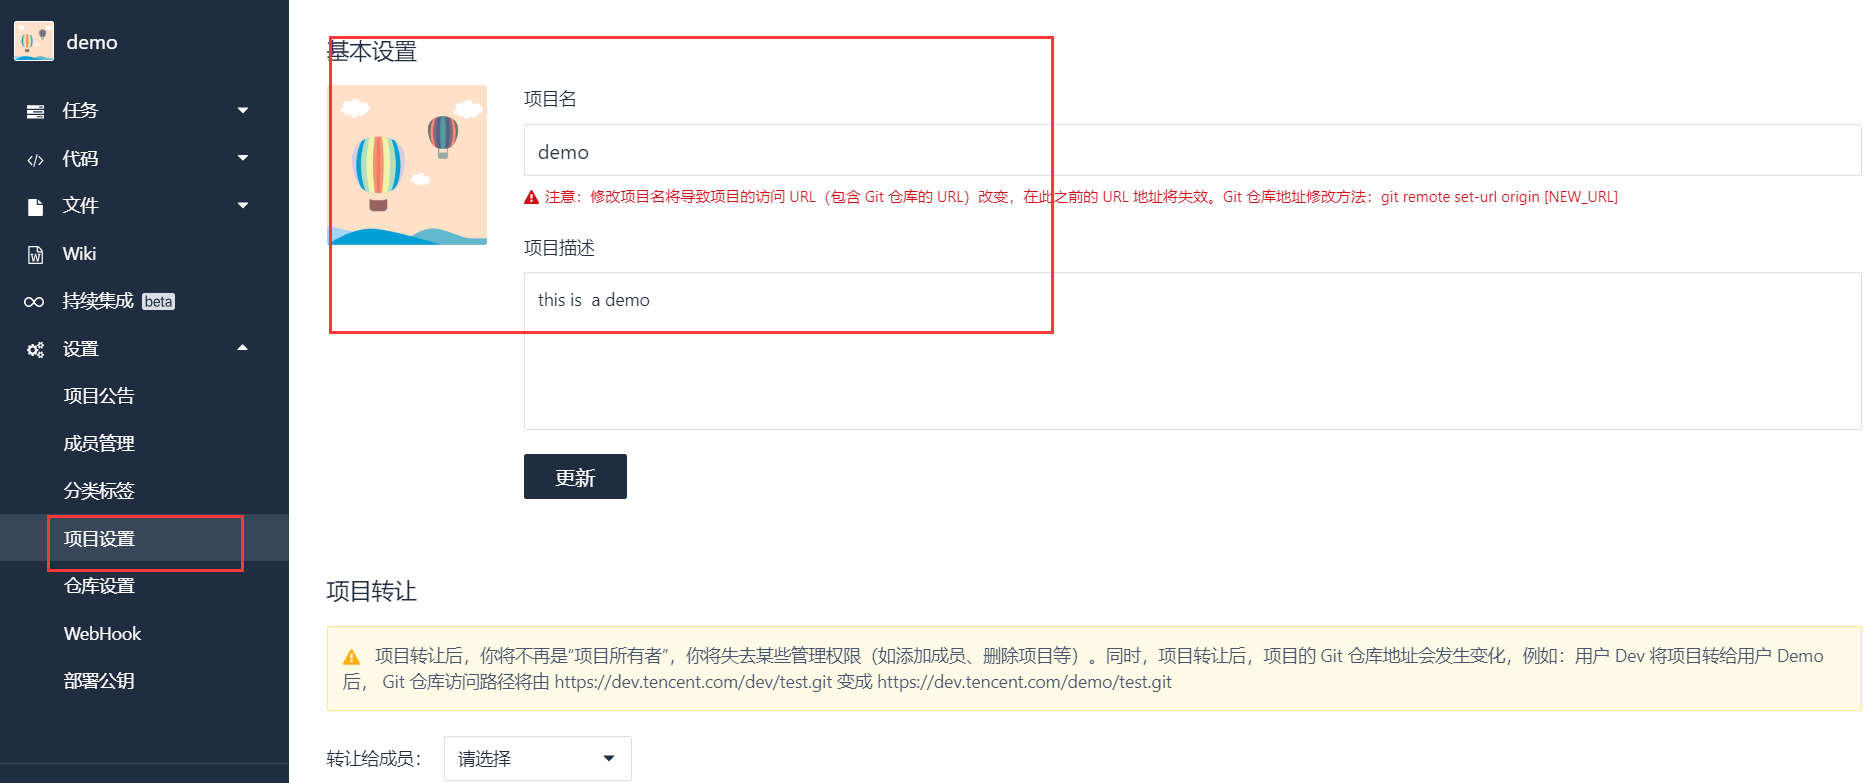 demo
任务
代码
文件
Wiki
持续集成 beta
设置
项目公告
成员管理
分类标签
项目设置
仓库设置
WebHook
部署公钥
基本设置
项目名
demo
注意：修改项目名将导致项目的访问 URL（包含 Git 仓库的 URL）改变，在此之前的 URL 地址将失效。Git 仓库地址修改方法：git remote set-url origin [NEW_URL]
项目描述
this is  a demo
更新
项目转让
项目转让后，你将不再是“项目所有者”，你将失去某些管理权限（如添加成员、删除项目等）。同时，项目转让后，项目的 Git 仓库地址会发生变化，例如：用户 Dev 将项目转给用户 Demo
后， Git 仓库访问路径将由 https://dev.tencent.com/dev/test.git 变成 https://dev.tencent.com/demo/test.git
转让给成员： 请选择